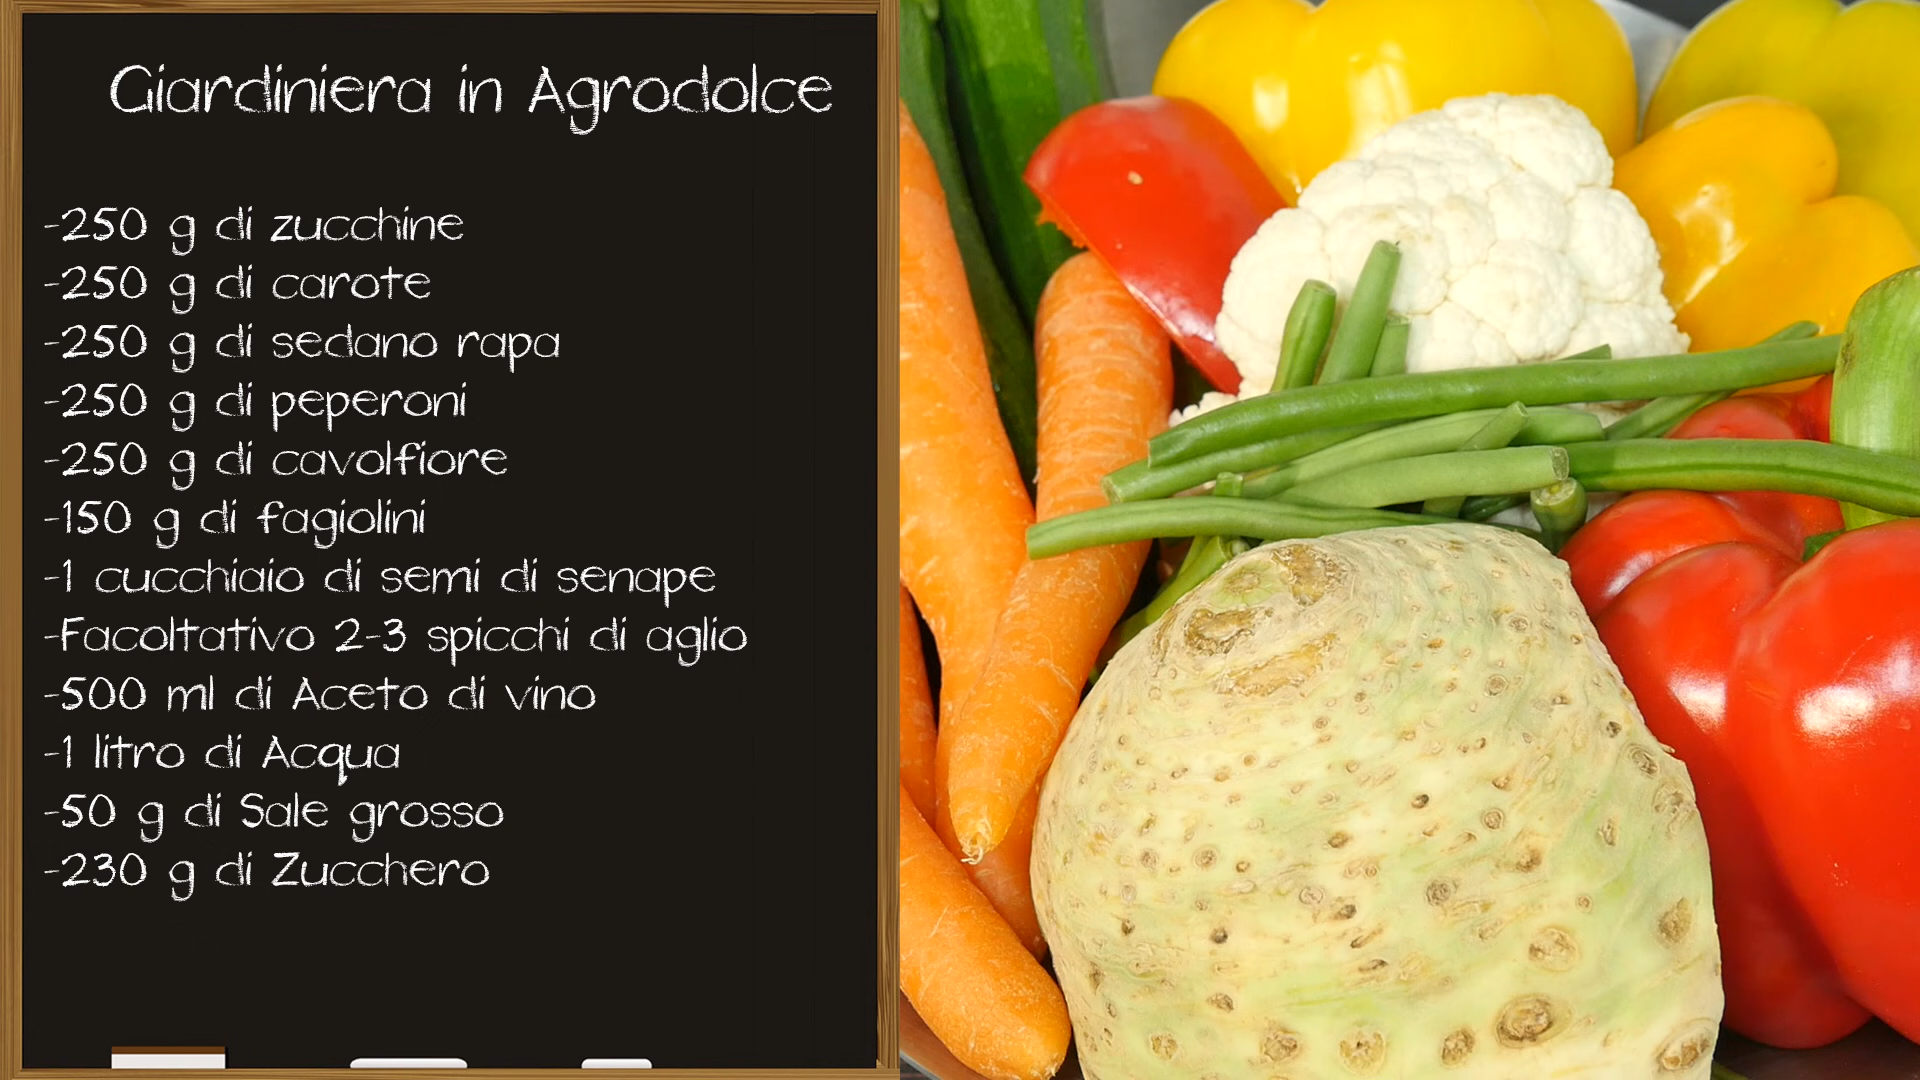 Giardiniera in Agrodolce
-250 g di zucchine
-250 g di carote
-250 g di sedano rapa
-250 g di peperoni
-250 g di cavolfiore
-150 g di fagiolini
-1 cucchiaio di semi di senape
-Facoltativo 2-3 spicchi di aglio
-500 ml di Aceto di vino
-1 litro di Acqua
-50 g di Sale grosso
-230 g di Zucchero